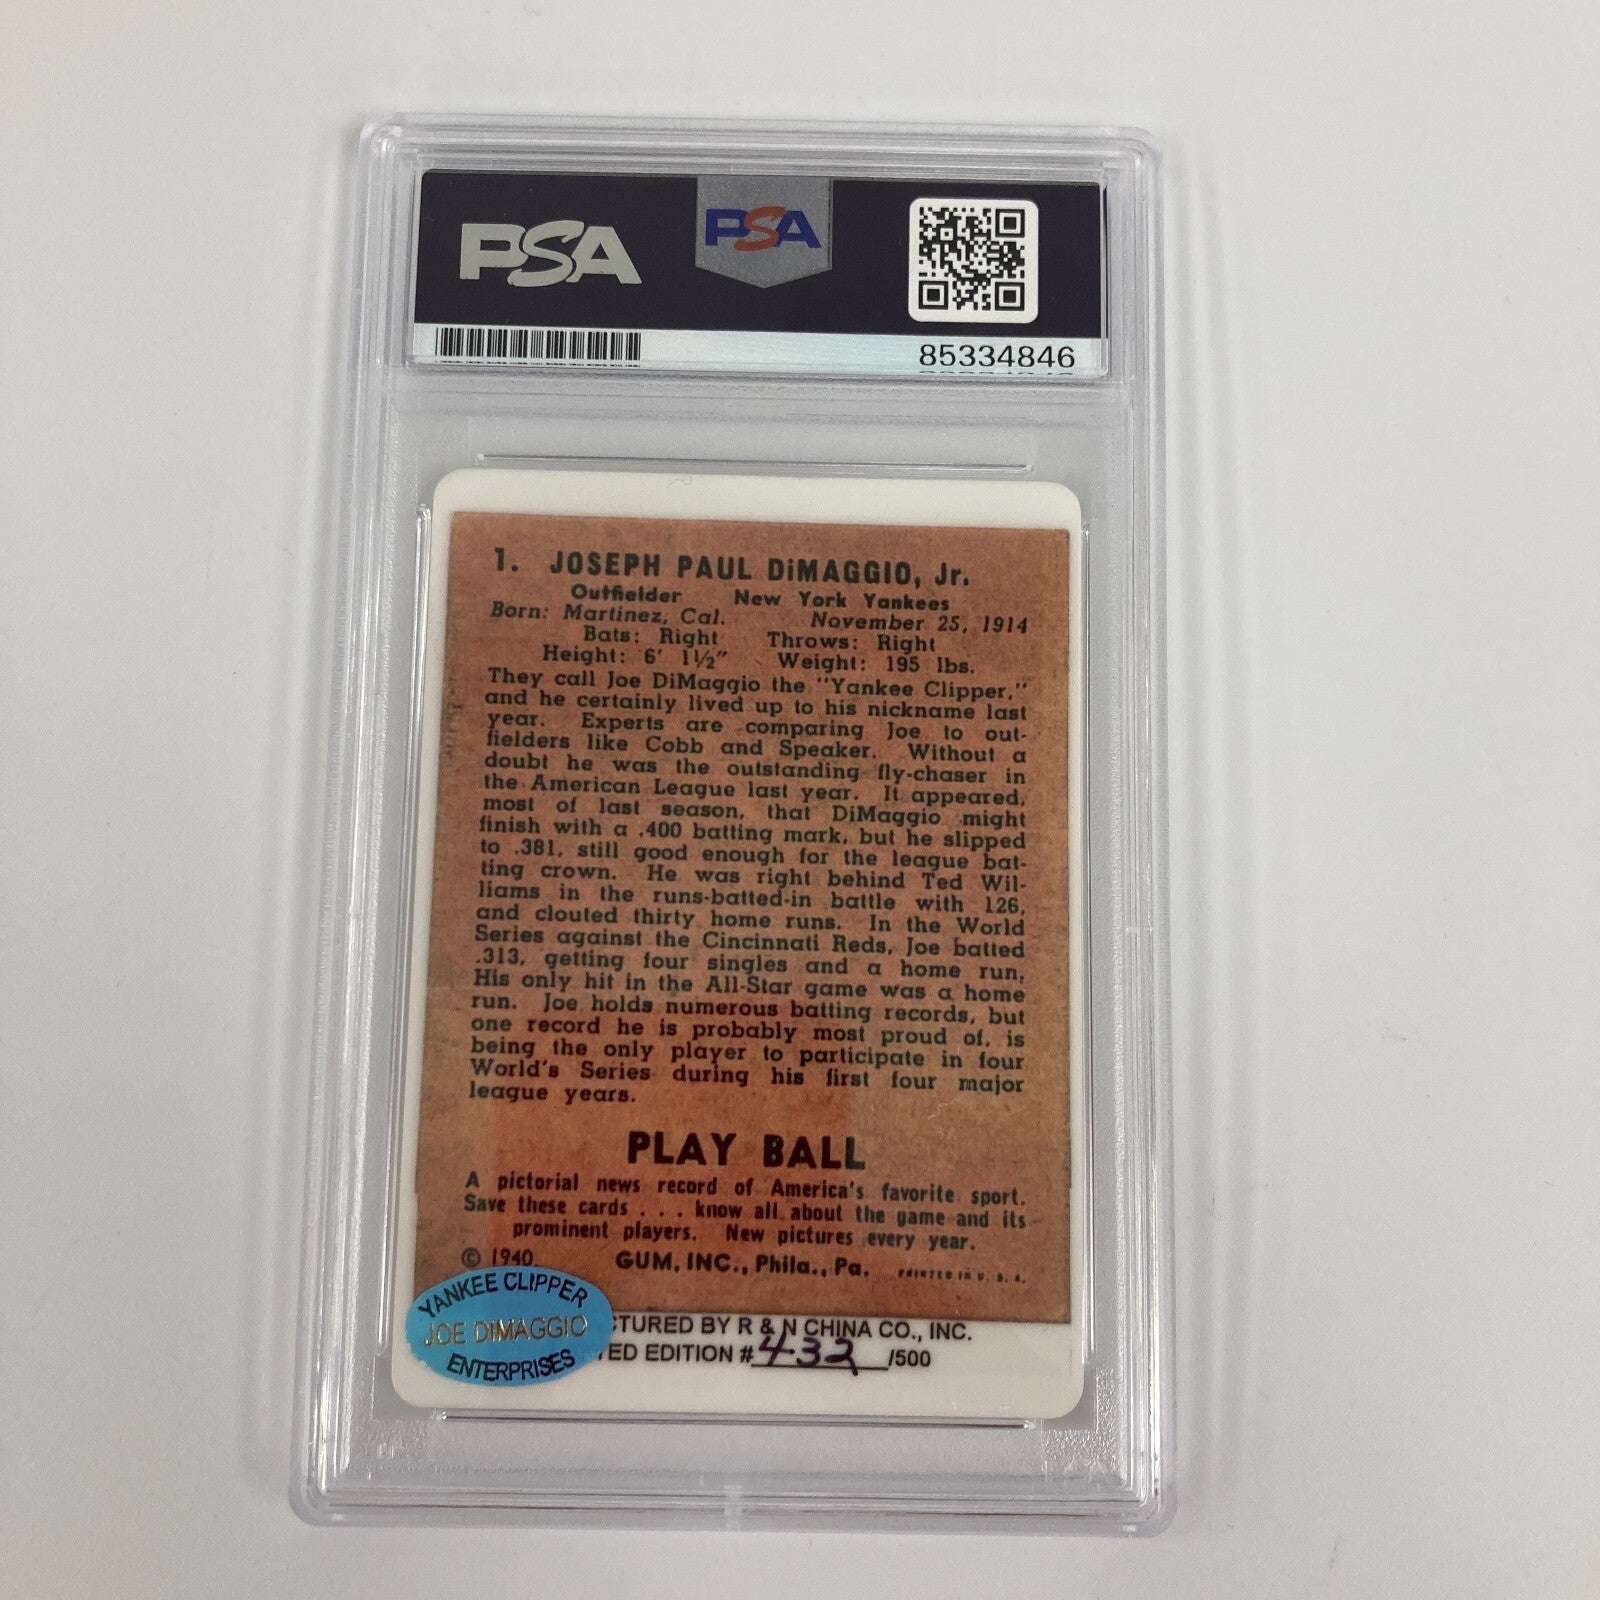 PSA
PSA
85334846
1. JOSEPH PAUL DiMAGGIO, Jr.
Outfielder New York Yankees
Born: Martinez, Cal. November 25, 1914
Bats: Right Throws: Right
Height: 6' 1½" Weight: 195 lbs.
They call Joe DiMaggio the "Yankee Clipper,"
and he certainly lived up to his nickname last
year. Experts are comparing Joe to out-
fielders like Cobb and Speaker. Without a
doubt he was the outstanding fly-chaser in
the American League last year. It appeared,
most of last season, that DiMaggio might
finish with a .400 batting mark, but he slipped
to .381, still good enough for the league bat-
ting crown. He was right behind Ted Wil-
liams in the runs-batted-in battle with 126,
and clouted thirty home runs. In the World
Series against the Cincinnati Reds, Joe batted
.313, getting four singles and a home run.
His only hit in the All-Star game was a home
run. Joe holds numerous batting records, but
one record he is probably most proud of, is
being the only player to participate in four
World's Series during his first four major
league years.
PLAY BALL
A pictorial news record of America's favorite sport.
Save these cards . . . know all about the game and its
prominent players. New pictures every year.
© 1940 GUM, INC., Phila., Pa. PRINTED IN U. S. A.
YANKEE CLIPPER
JOE DIMAGGIO
ENTERPRISES
CTURED BY R & N CHINA CO., INC.
TED EDITION # 432 /500